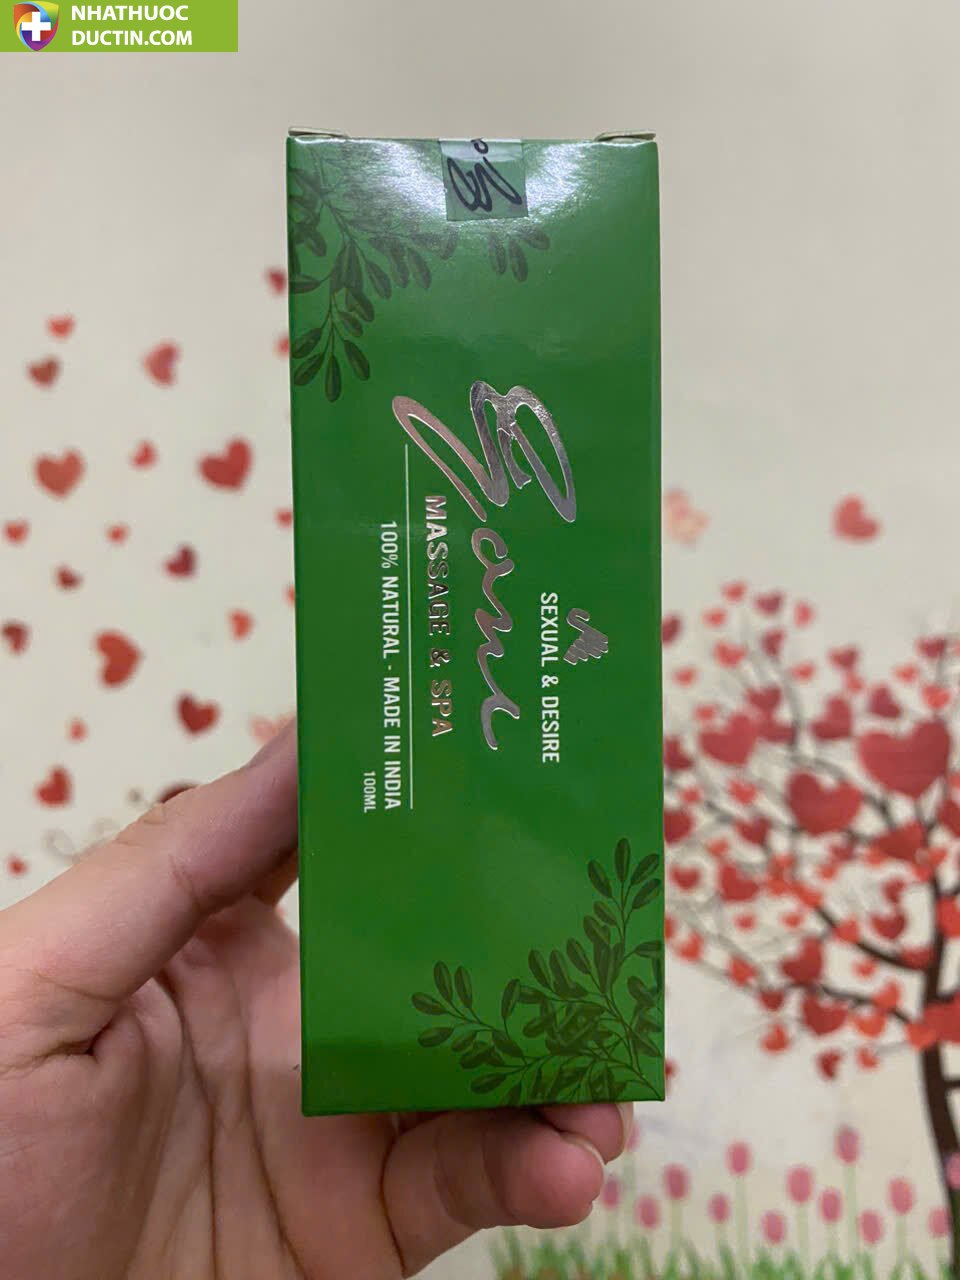 NHATHUOC
DUCTIN.COM
SEXUAL & DESIRE
MASSAGE & SPA
100% NATURAL - MADE IN INDIA
100ML